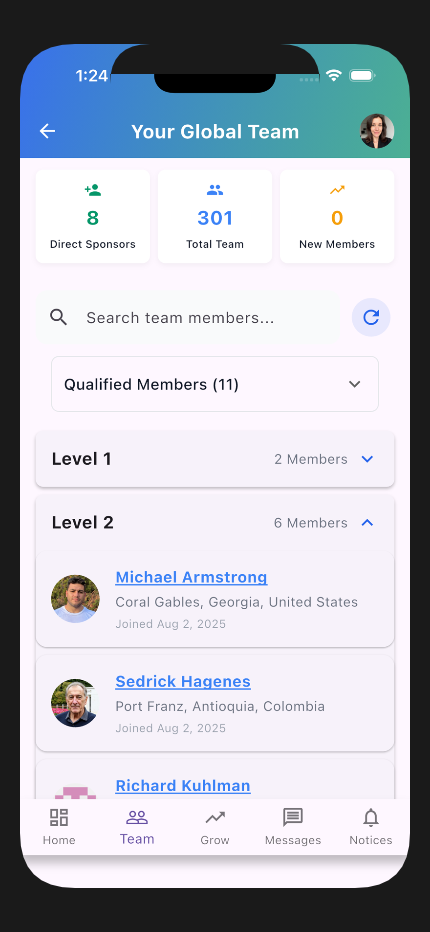 1:24
Your Global Team
8
Direct Sponsors
301
Total Team
0
New Members
Search team members...
Qualified Members (11)
Level 1
2 Members
Level 2
6 Members
Michael Armstrong
Coral Gables, Georgia, United States
Joined Aug 2, 2025
Sedrick Hagenes
Port Franz, Antioquia, Colombia
Joined Aug 2, 2025
Richard Kuhlman
Home
Team
Grow
Messages
Notices